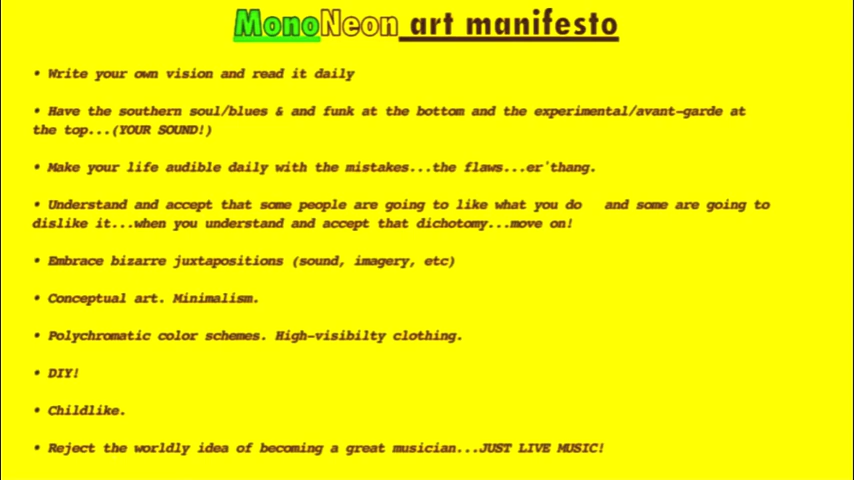 MonoNeon art manifesto
• Write your own vision and read it daily
• Have the southern soul/blues & and funk at the bottom and the experimental/avant-garde at
the top...(YOUR SOUND!)
• Make your life audible daily with the mistakes...the flaws...er'thang.
• Understand and accept that some people are going to like what you do   and some are going to
dislike it...when you understand and accept that dichotomy...move on!
• Embrace bizarre juxtapositions (sound, imagery, etc)
• Conceptual art. Minimalism.
• Polychromatic color schemes. High-visibilty clothing.
• DIY!
• Childlike.
• Reject the worldly idea of becoming a great musician...JUST LIVE MUSIC!